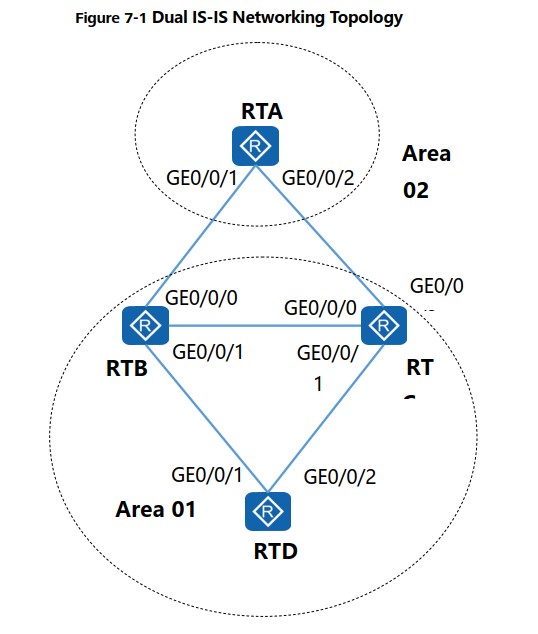 Figure 7-1 Dual IS-IS Networking Topology
RTA
R
GE0/0/1
GE0/0/2
Area
02
GE0/0
GE0/0/0
GE0/0/0
R
R
GE0/0/1
GE0/0/
1
RTB
RT
GE0/0/1
GE0/0/2
Area 01
R
RTD